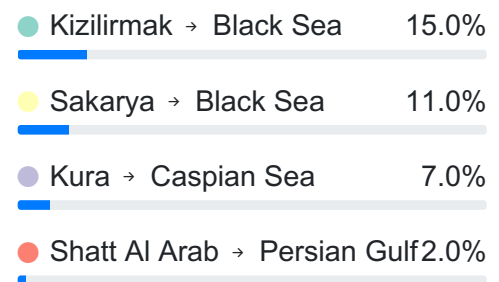 Kizilirmak → Black Sea 15.0%
Sakarya → Black Sea 11.0%
Kura → Caspian Sea 7.0%
Shatt Al Arab → Persian Gulf 2.0%